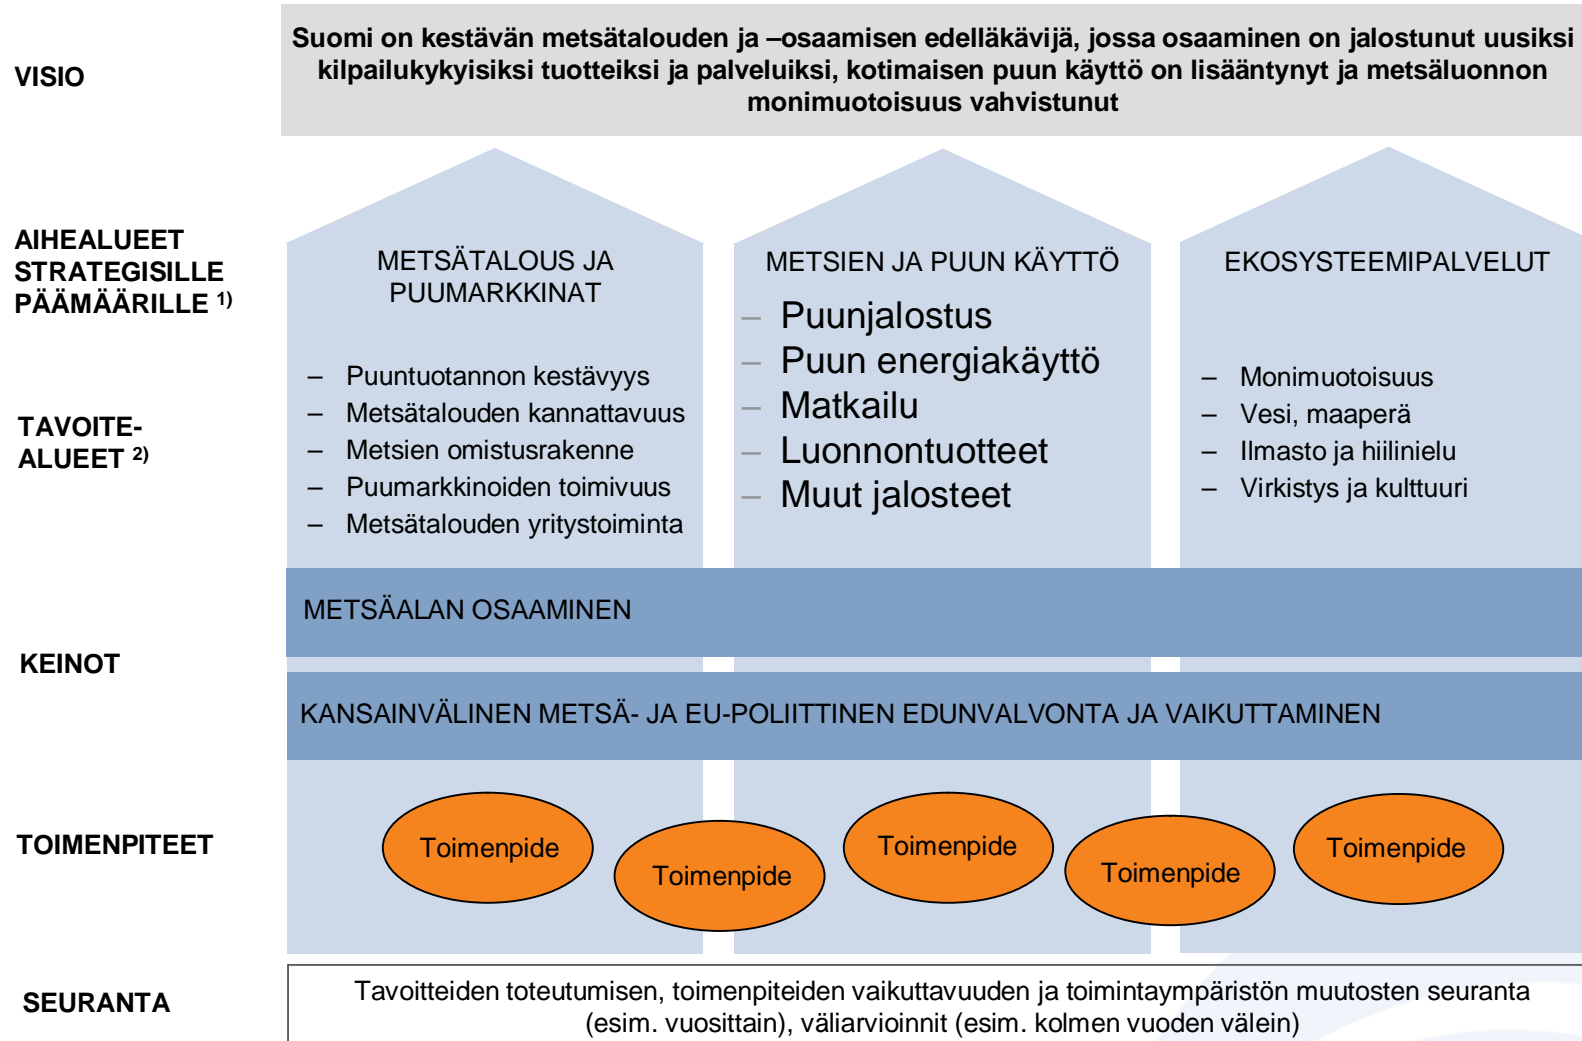 VISIO
Suomi on kestävän metsätalouden ja –osaamisen edelläkävijä, jossa osaaminen on jalostunut uusiksi
kilpailukykyisiksi tuotteiksi ja palveluiksi, kotimaisen puun käyttö on lisääntynyt ja metsäluonnon
monimuotoisuus vahvistunut
AIHEALUEET
STRATEGISILLE
PÄÄMÄÄRILLE 1)
METSÄTALOUS JA
PUUMARKKINAT
METSIEN JA PUUN KÄYTTÖ
EKOSYSTEEMIPALVELUT
TAVOITE-
ALUEET 2)
– Puuntuotannon kestävyys
– Metsätalouden kannattavuus
– Metsien omistusrakenne
– Puumarkkinoiden toimivuus
– Metsätalouden yritystoiminta
– Puunjalostus
– Puun energiakäyttö
– Matkailu
– Luonnontuotteet
– Muut jalosteet
– Monimuotoisuus
– Vesi, maaperä
– Ilmasto ja hiilinielu
– Virkistys ja kulttuuri
KEINOT
METSÄALAN OSAAMINEN
KANSAINVÄLINEN METSÄ- JA EU-POLIITTINEN EDUNVALVONTA JA VAIKUTTAMINEN
TOIMENPITEET
Toimenpide
Toimenpide
Toimenpide
Toimenpide
Toimenpide
SEURANTA
Tavoitteiden toteutumisen, toimenpiteiden vaikuttavuuden ja toimintaympäristön muutosten seuranta
(esim. vuosittain), väliarvioinnit (esim. kolmen vuoden välein)